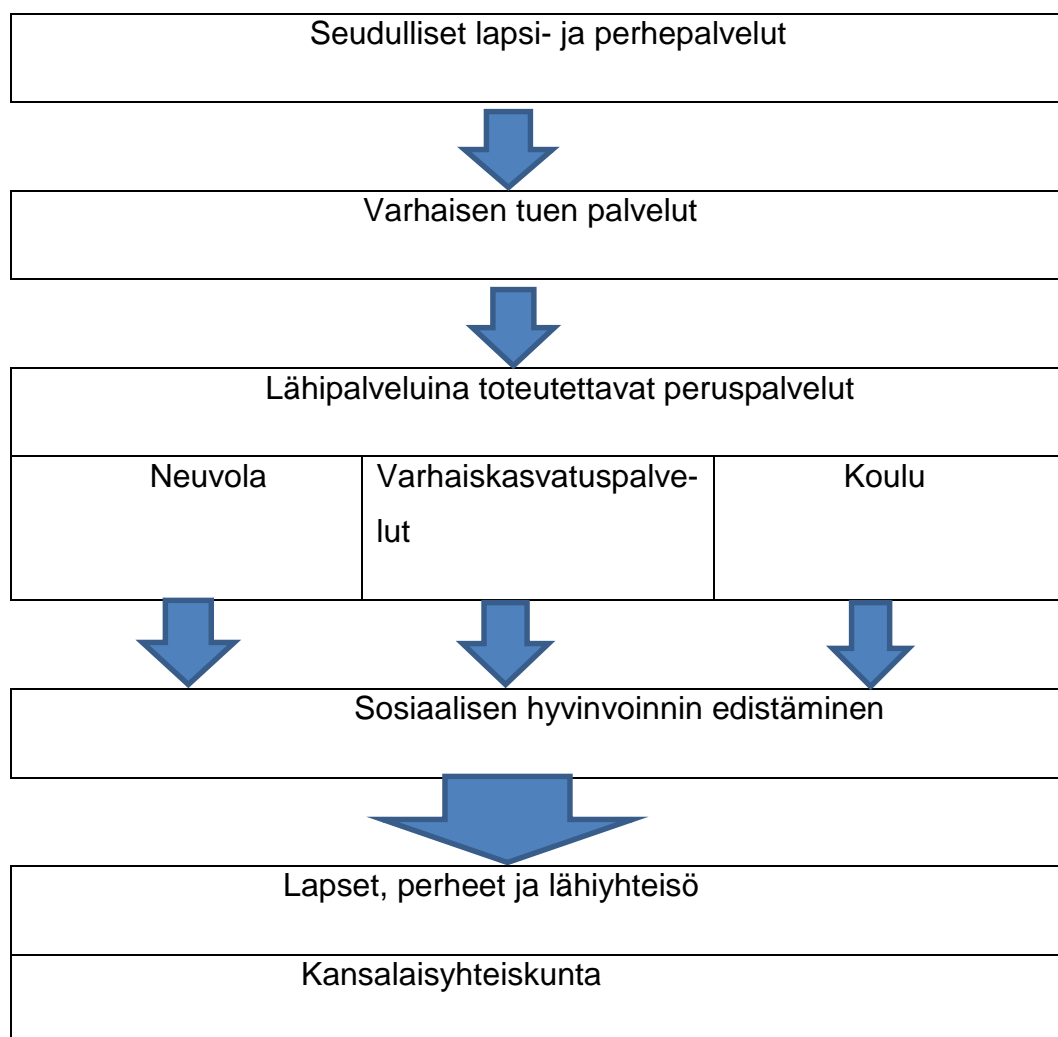 Seudulliset lapsi- ja perhepalvelut
Varhaisen tuen palvelut
Lähipalveluina toteutettavat peruspalvelut
Neuvola
Varhaiskasvatuspalve-
lut
Koulu
Sosiaalisen hyvinvoinnin edistäminen
Lapset, perheet ja lähiyhteisö
Kansalaisyhteiskunta